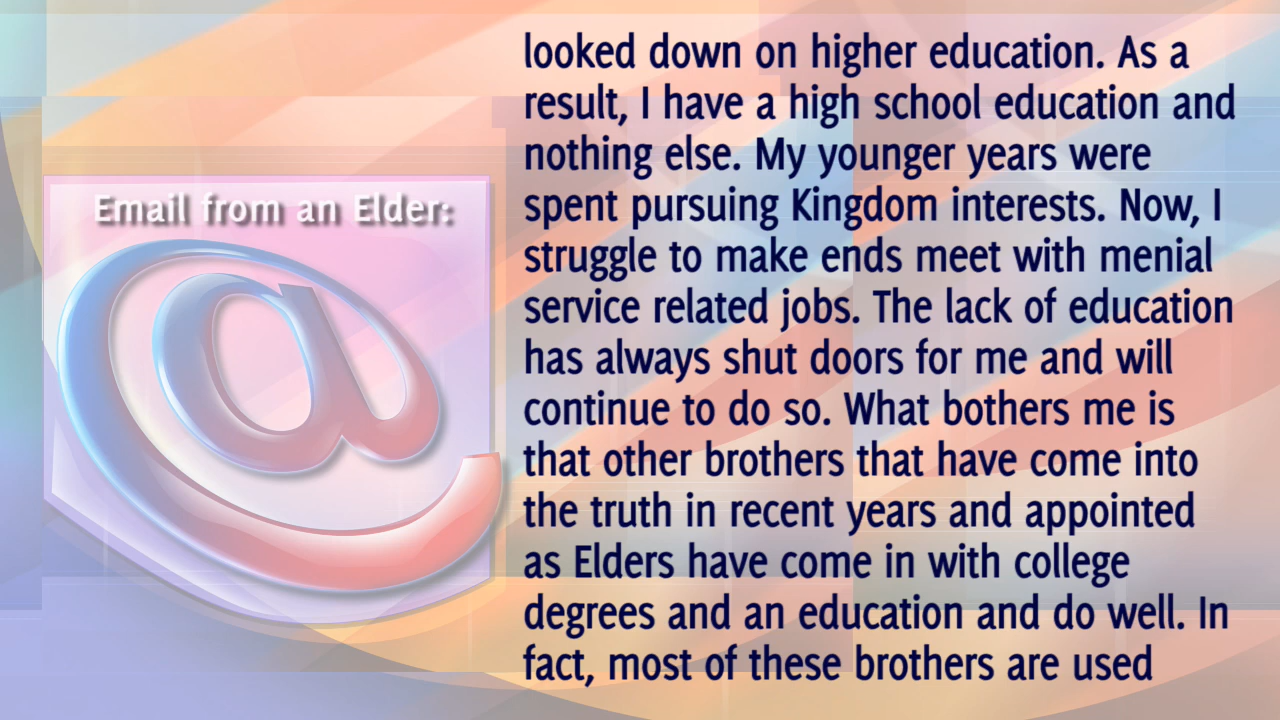 Email from an Elder:
looked down on higher education. As a
result, I have a high school education and
nothing else. My younger years were
spent pursuing Kingdom interests. Now, I
struggle to make ends meet with menial
service related jobs. The lack of education
has always shut doors for me and will
continue to do so. What bothers me is
that other brothers that have come into
the truth in recent years and appointed
as Elders have come in with college
degrees and an education and do well. In
fact, most of these brothers are used